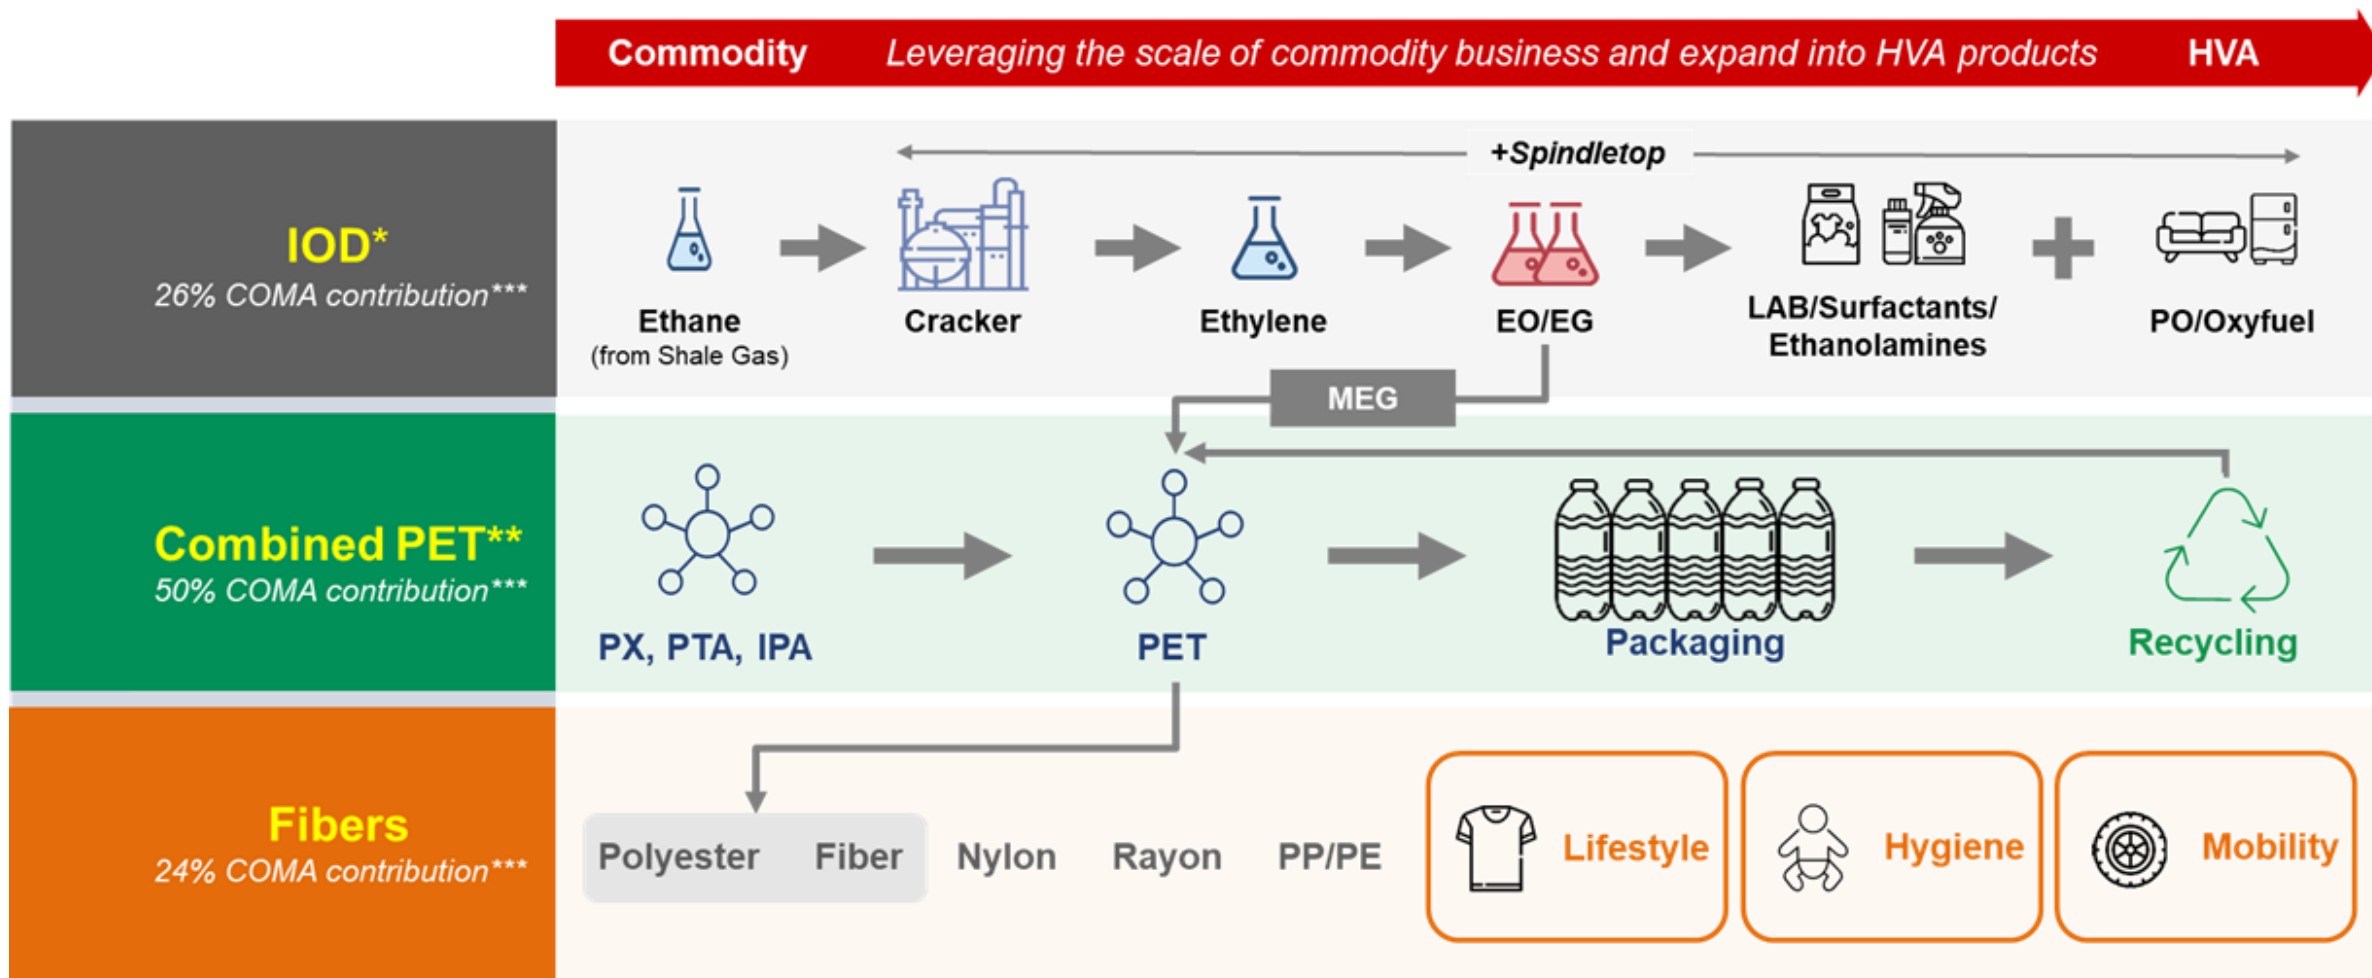 Commodity Leveraging the scale of commodity business and expand into HVA products HVA
+Spindletop
IOD*
26% COMA contribution***
Ethane
(from Shale Gas)
Cracker
Ethylene
EO/EG
LAB/Surfactants/
Ethanolamines
PO/Oxyfuel
MEG
Combined PET**
50% COMA contribution***
PX, PTA, IPA
PET
Packaging
Recycling
Fibers
24% COMA contribution***
Polyester Fiber Nylon Rayon PP/PE
Lifestyle
Hygiene
Mobility